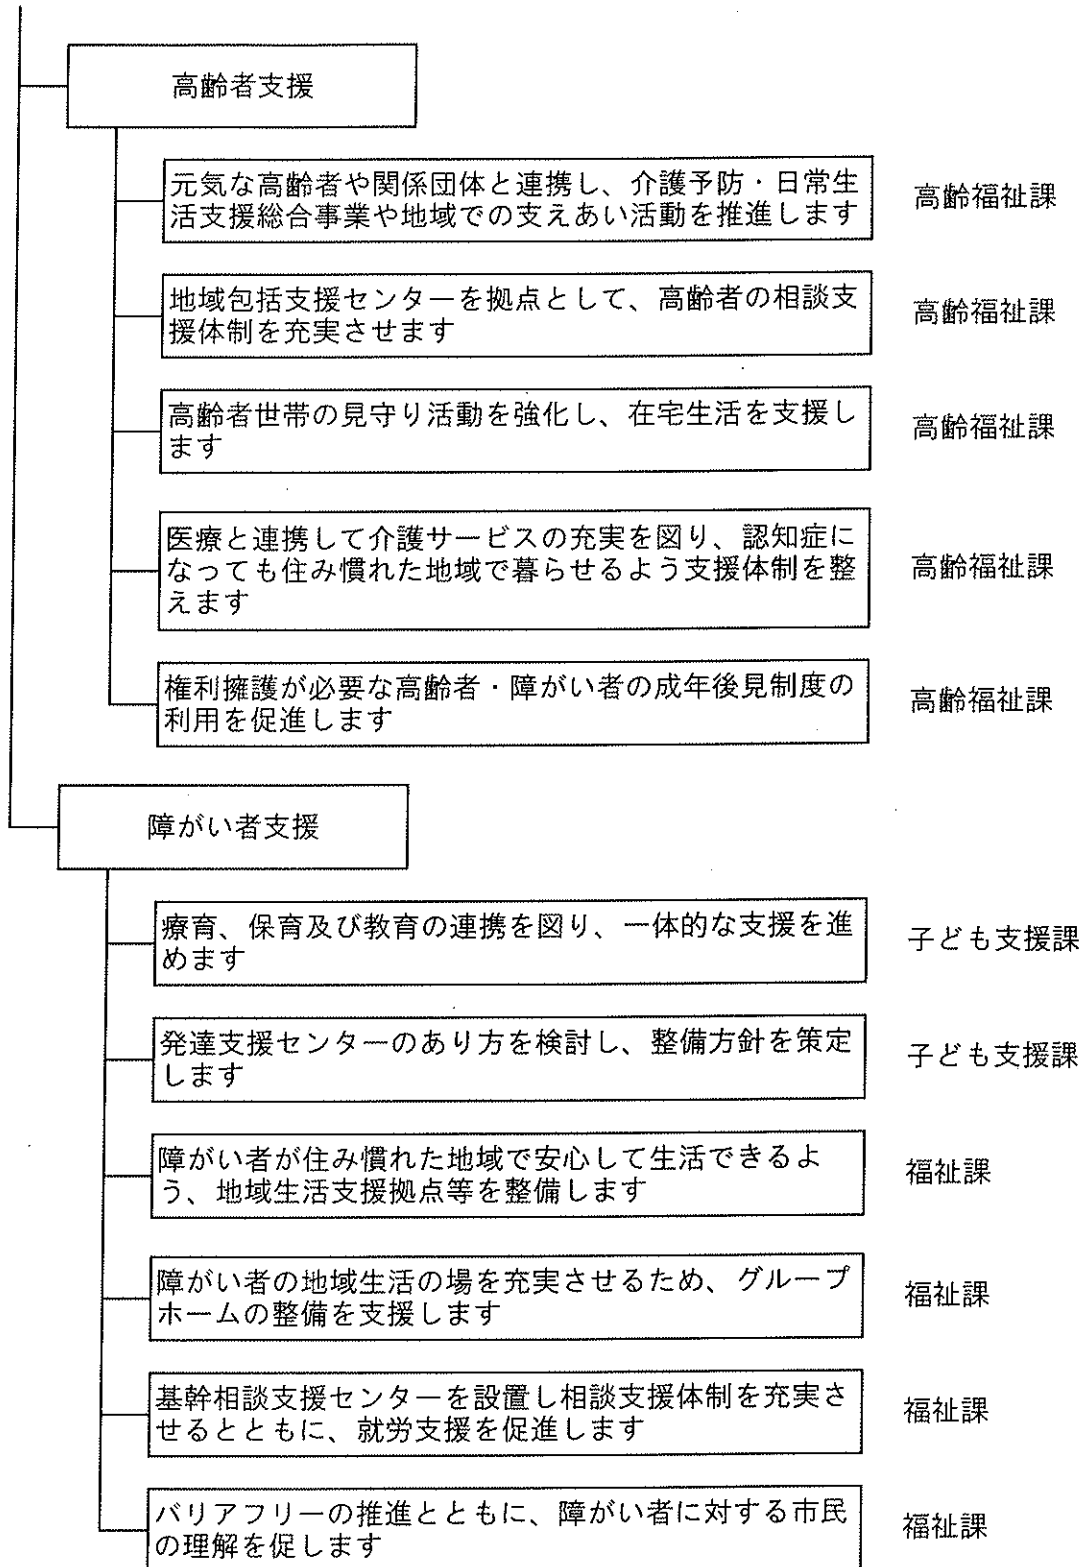 高齢者支援
元気な高齢者や関係団体と連携し、介護予防・日常生
活支援総合事業や地域での支えあい活動を推進します
高齢福祉課
地域包括支援センターを拠点として、高齢者の相談支
援体制を充実させます
高齢福祉課
高齢者世帯の見守り活動を強化し、在宅生活を支援し
ます
高齢福祉課
医療と連携して介護サービスの充実を図り、認知症に
なっても住み慣れた地域で暮らせるよう支援体制を整
えます
高齢福祉課
権利擁護が必要な高齢者・障がい者の成年後見制度の
利用を促進します
高齢福祉課
障がい者支援
療育、保育及び教育の連携を図り、一体的な支援を進
めます
子ども支援課
発達支援センターのあり方を検討し、整備方針を策定
します
子ども支援課
障がい者が住み慣れた地域で安心して生活できるよ
う、地域生活支援拠点等を整備します
福祉課
障がい者の地域生活の場を充実させるため、グループ
ホームの整備を支援します
福祉課
基幹相談支援センターを設置し相談支援体制を充実さ
せるとともに、就労支援を促進します
福祉課
バリアフリーの推進とともに、障がい者に対する市民
の理解を促します
福祉課